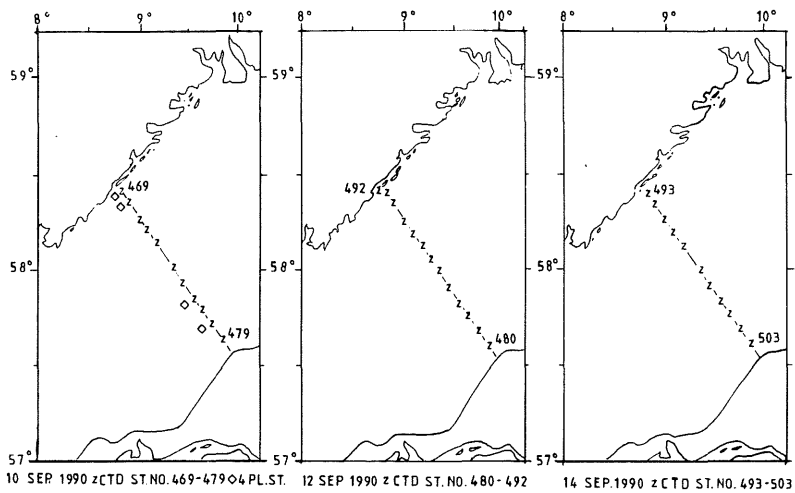 8° 9° 10° 9° 10° 9° 10°
59° 59° 59°
469 492 493
58° 58° 58°
479 480 503
57° 57° 57°
10 SEP. 1990 z CTD ST. NO. 469-479 ◇ 4 PL. ST.
12 SEP. 1990 z CTD ST. NO. 480-492
14 SEP. 1990 z CTD ST. NO. 493-503